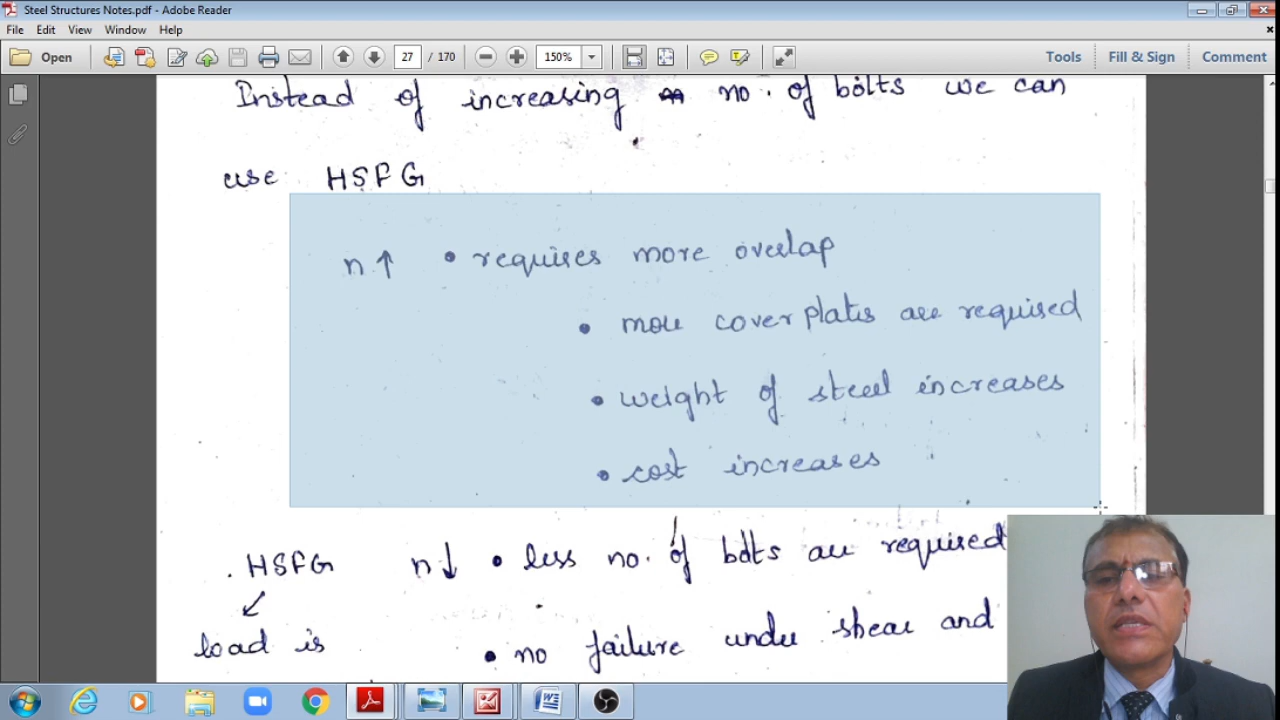 Steel Structures Notes.pdf - Adobe Reader
File Edit View Window Help
Open 27 / 170 150% Tools Fill & Sign Comment
Instead of increasing no. of bolts we can
use HSFG
n↑ • requires more overlap
• more cover plates are required
• weight of steel increases
• cost increases
. HSFG n↓ • less no. of bolts are required
load is • no failure under shear and